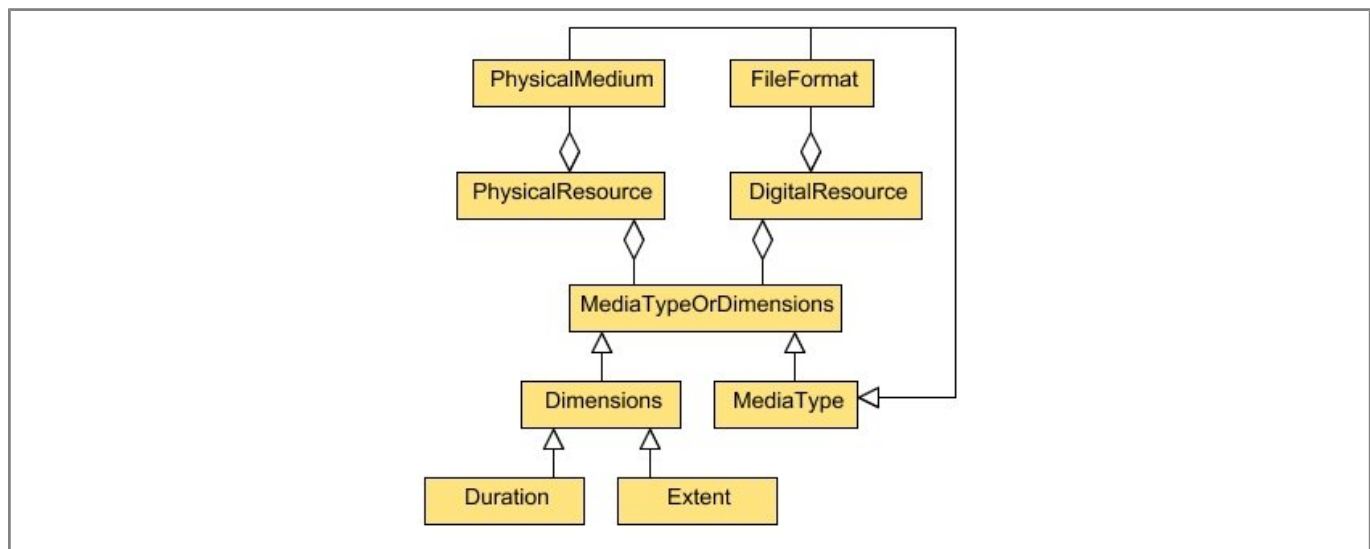 PhysicalMedium
FileFormat
PhysicalResource
DigitalResource
MediaTypeOrDimensions
Dimensions
MediaType
Duration
Extent